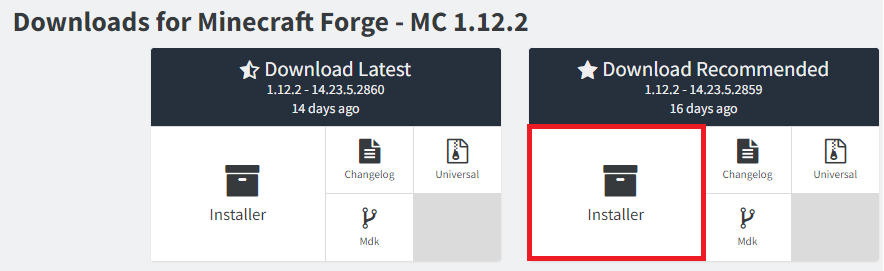 Downloads for Minecraft Forge - MC 1.12.2
Download Latest
1.12.2 - 14.23.5.2860
14 days ago
Installer
Changelog
Universal
Mdk
Download Recommended
1.12.2 - 14.23.5.2859
16 days ago
Installer
Changelog
Universal
Mdk